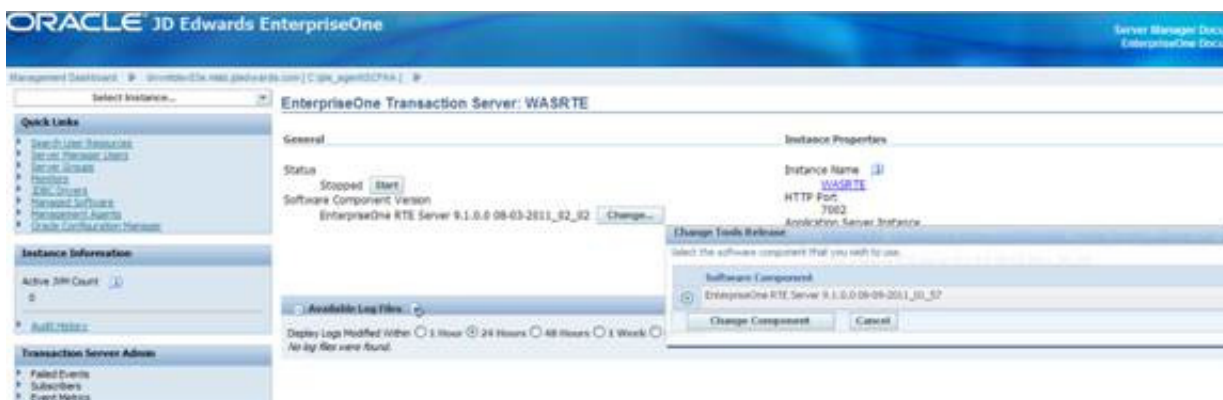 ORACLE JD Edwards EnterpriseOne
Server Manager Docu
EnterpriseOne Docu
Management Dashboard
Select Instance...
Quick Links
Search User Resources
Server Manager Users
Server Groups
Monitors
JDBC Drivers
Managed Software
Management Agents
Oracle Configuration Manager
Instance Information
Active JVM Count
0
Audit History
Transaction Server Admin
Failed Events
Subscribers
Event Metrics
EnterpriseOne Transaction Server: WASRTE
General
Status
Stopped Start
Software Component Version
EnterpriseOne RTE Server 9.1.0.0 08-03-2011_02_02 Change...
Instance Properties
Instance Name
WASRTE
HTTP Port
7002
Application Server Instance
Change Tools Release
Select the software component that you wish to use.
Software Component
EnterpriseOne RTE Server 9.1.0.0 08-09-2011_01_57
Change Component Cancel
Available Log Files
Display Logs Modified Within 1 Hour 24 Hours 48 Hours 1 Week
No log files were found.